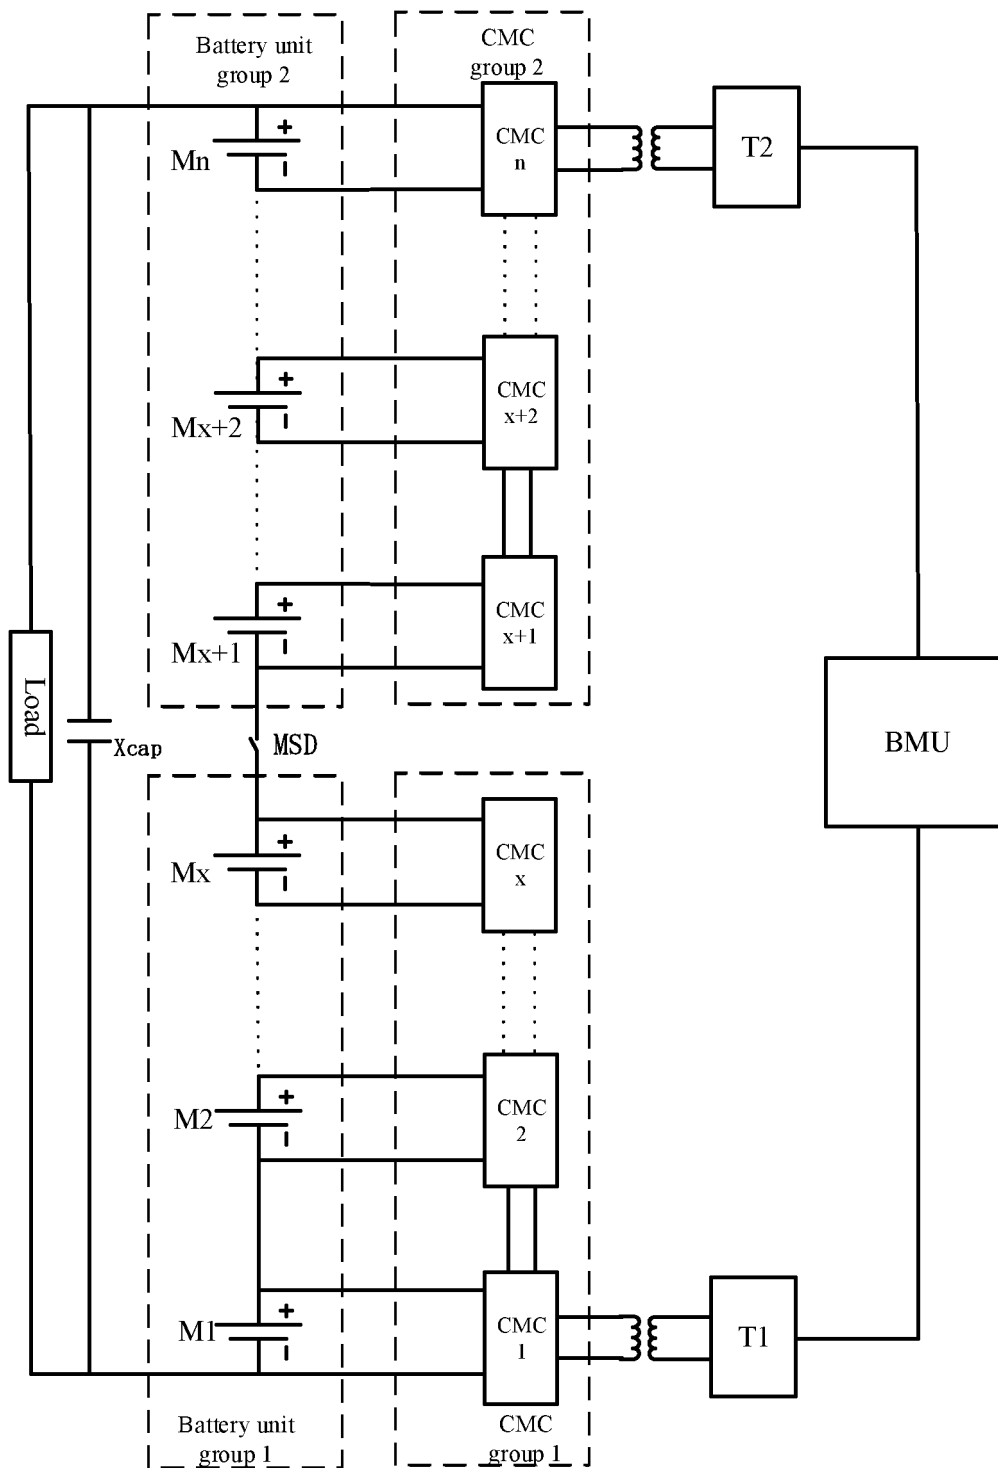 Battery unit
group 2
CMC
group 2
Mn
+
CMC
n
T2
Mx+2
+
CMC
x+2
Mx+1
+
CMC
x+1
Load
Xcap
MSD
BMU
Mx
+
CMC
x
M2
+
CMC
2
M1
+
CMC
1
T1
Battery unit
group 1
CMC
group 1